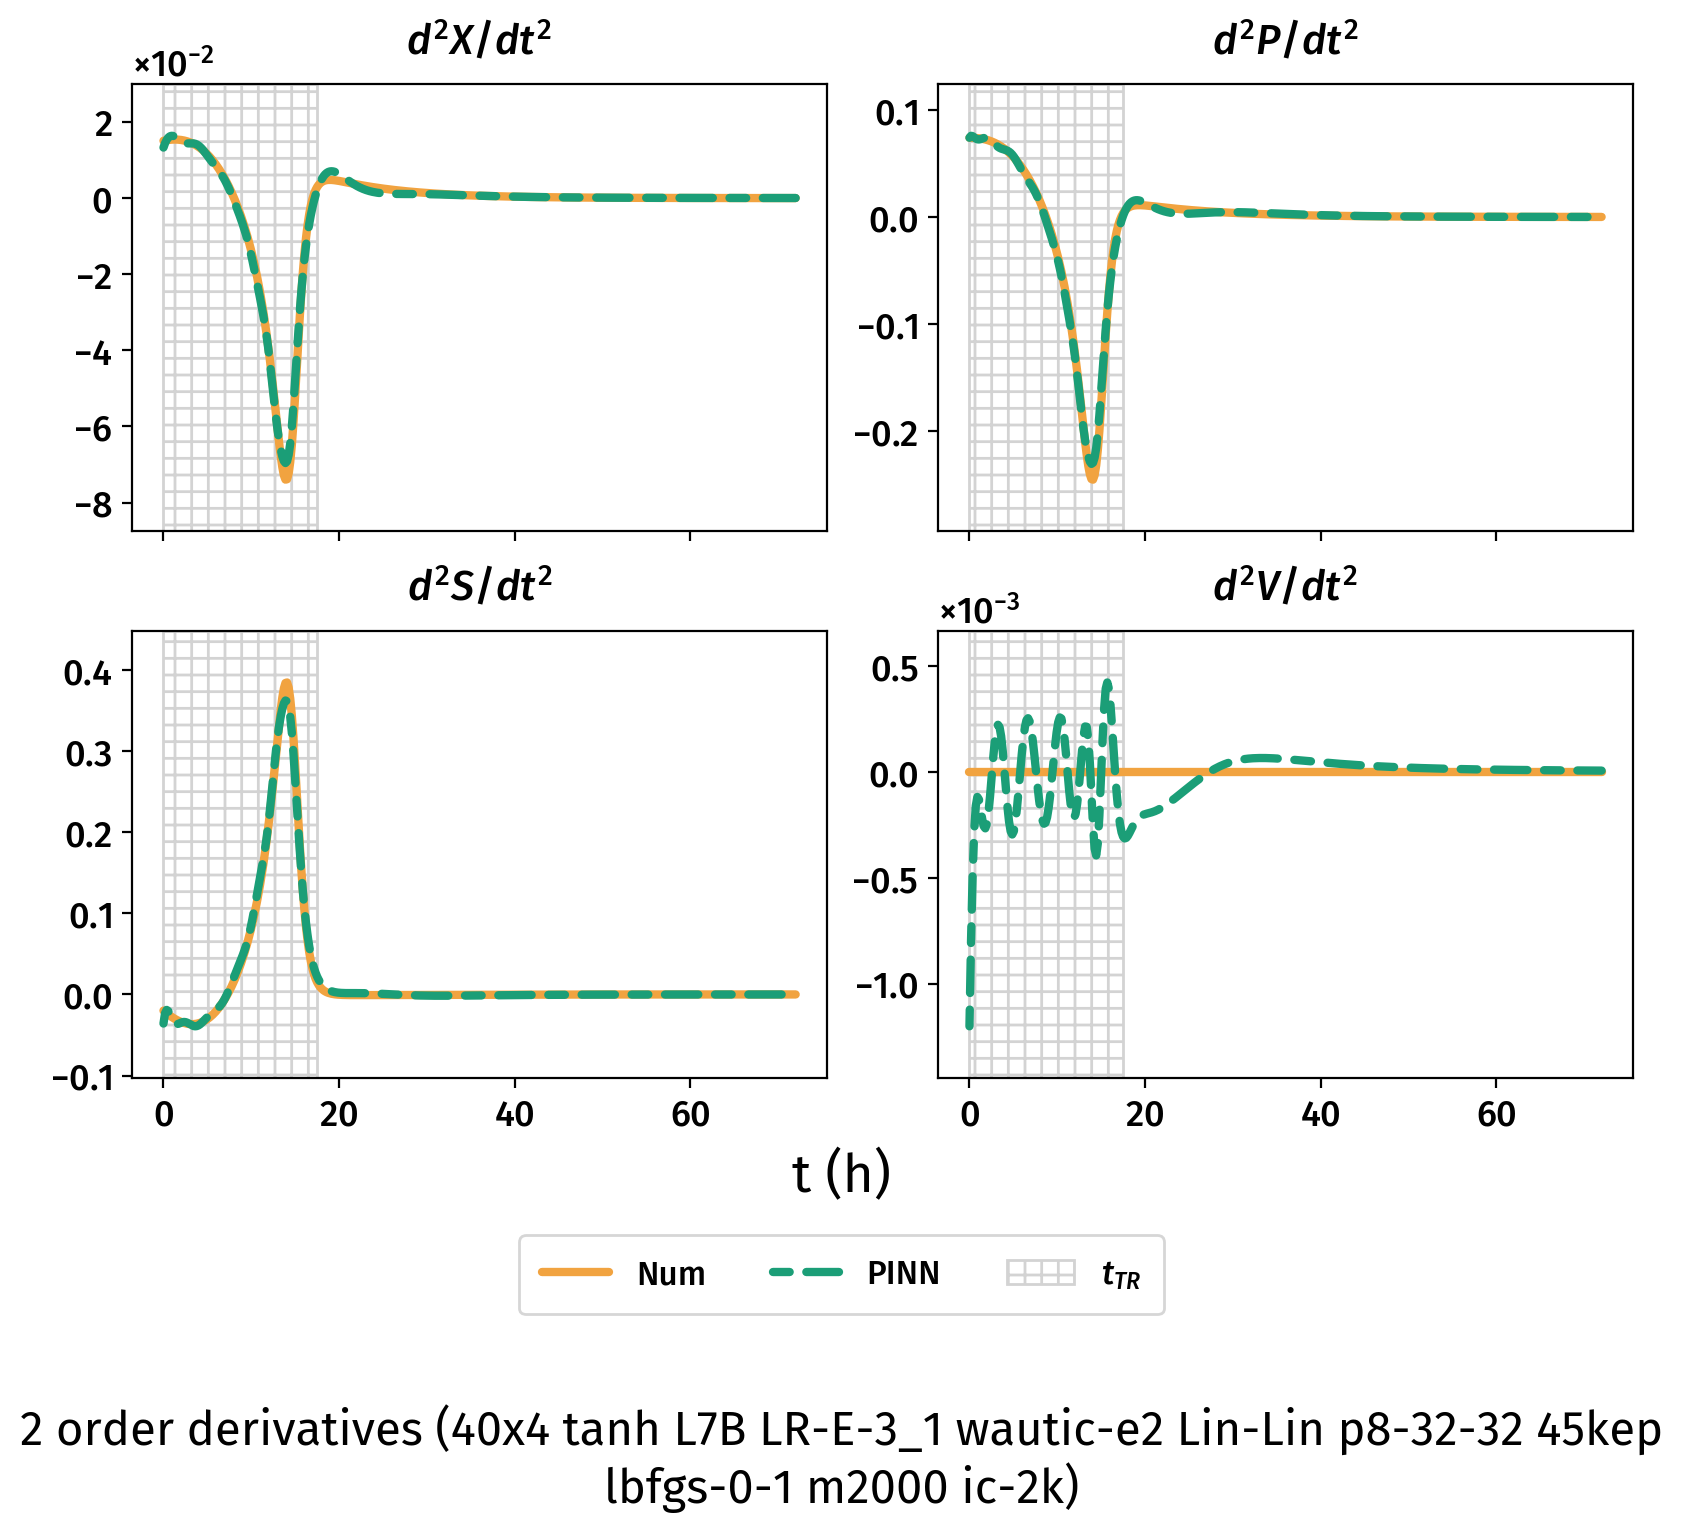 d²X/dt²
×10⁻²
2
0
−2
−4
−6
−8
d²P/dt²
0.1
0.0
−0.1
−0.2
d²S/dt²
0.4
0.3
0.2
0.1
0.0
−0.1
0 20 40 60
d²V/dt²
×10⁻³
0.5
0.0
−0.5
−1.0
0 20 40 60
t (h)
Num PINN t_TR
2 order derivatives (40x4 tanh L7B LR-E-3_1 wautic-e2 Lin-Lin p8-32-32 45kep
lbfgs-0-1 m2000 ic-2k)